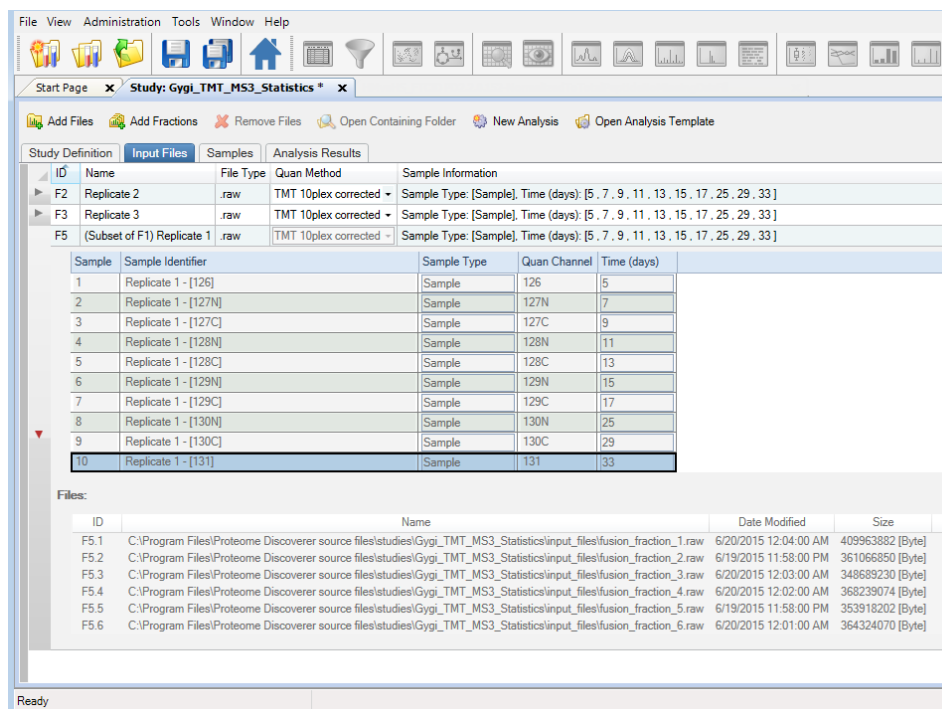 File View Administration Tools Window Help
Start Page x Study: Gygi_TMT_MS3_Statistics * x
Add Files Add Fractions Remove Files Open Containing Folder New Analysis Open Analysis Template
Study Definition Input Files Samples Analysis Results
ID Name File Type Quan Method Sample Information
F2 Replicate 2 .raw TMT 10plex corrected Sample Type: [Sample], Time (days): [5 , 7 , 9 , 11 , 13 , 15 , 17 , 25 , 29 , 33 ]
F3 Replicate 3 .raw TMT 10plex corrected Sample Type: [Sample], Time (days): [5 , 7 , 9 , 11 , 13 , 15 , 17 , 25 , 29 , 33 ]
F5 (Subset of F1) Replicate 1 .raw TMT 10plex corrected Sample Type: [Sample], Time (days): [5 , 7 , 9 , 11 , 13 , 15 , 17 , 25 , 29 , 33 ]
Sample Sample Identifier Sample Type Quan Channel Time (days)
1 Replicate 1 - [126] Sample 126 5
2 Replicate 1 - [127N] Sample 127N 7
3 Replicate 1 - [127C] Sample 127C 9
4 Replicate 1 - [128N] Sample 128N 11
5 Replicate 1 - [128C] Sample 128C 13
6 Replicate 1 - [129N] Sample 129N 15
7 Replicate 1 - [129C] Sample 129C 17
8 Replicate 1 - [130N] Sample 130N 25
9 Replicate 1 - [130C] Sample 130C 29
10 Replicate 1 - [131] Sample 131 33
Files:
ID Name Date Modified Size
F5.1 C:\Program Files\Proteome Discoverer source files\studies\Gygi_TMT_MS3_Statistics\input_files\fusion_fraction_1.raw 6/20/2015 12:04:00 AM 409963882 [Byte]
F5.2 C:\Program Files\Proteome Discoverer source files\studies\Gygi_TMT_MS3_Statistics\input_files\fusion_fraction_2.raw 6/19/2015 11:58:00 PM 361066850 [Byte]
F5.3 C:\Program Files\Proteome Discoverer source files\studies\Gygi_TMT_MS3_Statistics\input_files\fusion_fraction_3.raw 6/20/2015 12:03:00 AM 348689230 [Byte]
F5.4 C:\Program Files\Proteome Discoverer source files\studies\Gygi_TMT_MS3_Statistics\input_files\fusion_fraction_4.raw 6/20/2015 12:02:00 AM 368239074 [Byte]
F5.5 C:\Program Files\Proteome Discoverer source files\studies\Gygi_TMT_MS3_Statistics\input_files\fusion_fraction_5.raw 6/19/2015 11:58:00 PM 353918202 [Byte]
F5.6 C:\Program Files\Proteome Discoverer source files\studies\Gygi_TMT_MS3_Statistics\input_files\fusion_fraction_6.raw 6/20/2015 12:01:00 AM 364324070 [Byte]
Ready